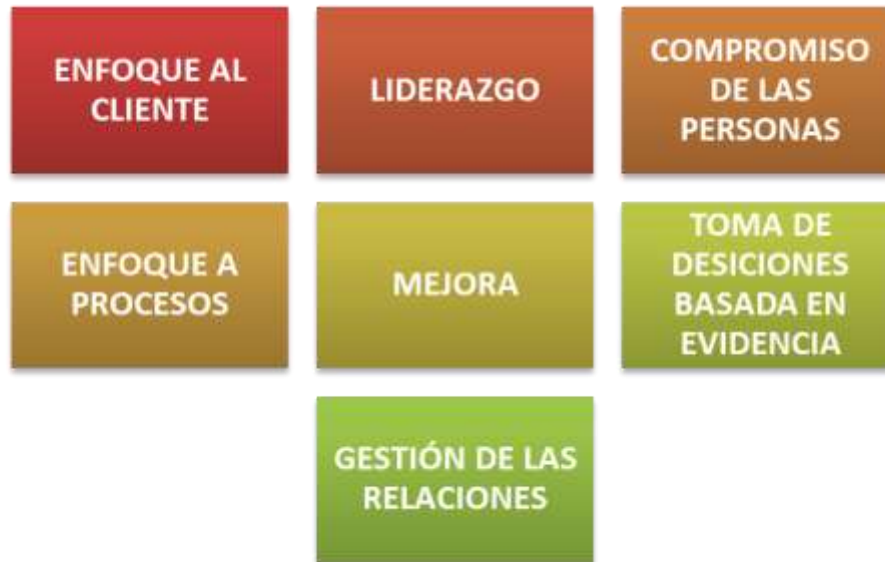 ENFOQUE AL
CLIENTE
LIDERAZGO
COMPROMISO
DE LAS
PERSONAS
ENFOQUE A
PROCESOS
MEJORA
TOMA DE
DESICIONES
BASADA EN
EVIDENCIA
GESTIÓN DE LAS
RELACIONES